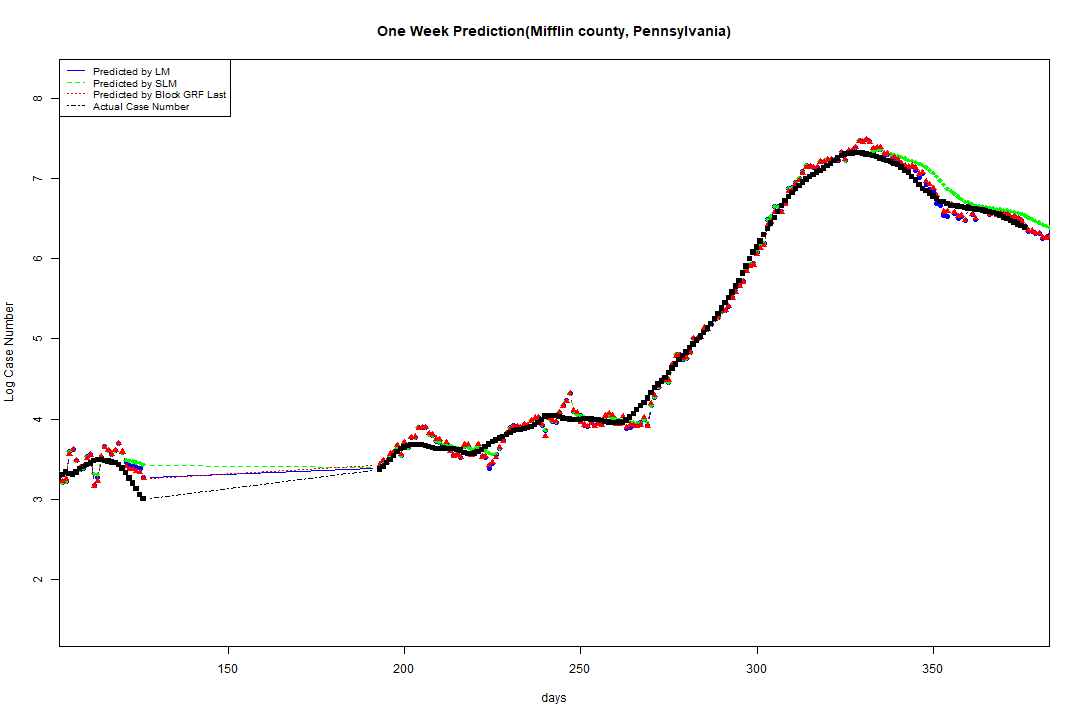 One Week Prediction(Mifflin county, Pennsylvania)
Predicted by LM
Predicted by SLM
Predicted by Block GRF Last
Actual Case Number
8
7
6
5
4
3
2
Log Case Number
150 200 250 300 350
days